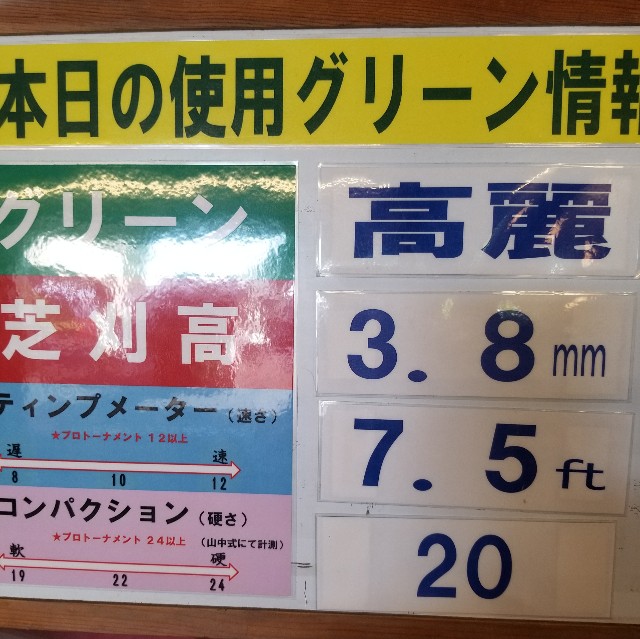 本日の使用グリーン情報
グリーン
高麗
芝刈高
3.8mm
ティンプメーター(速さ)
★プロトーナメント12以上
遅 速
8 10 12
7.5ft
コンパクション(硬さ)
★プロトーナメント24以上 (山中式にて計測)
軟 硬
19 22 24
20